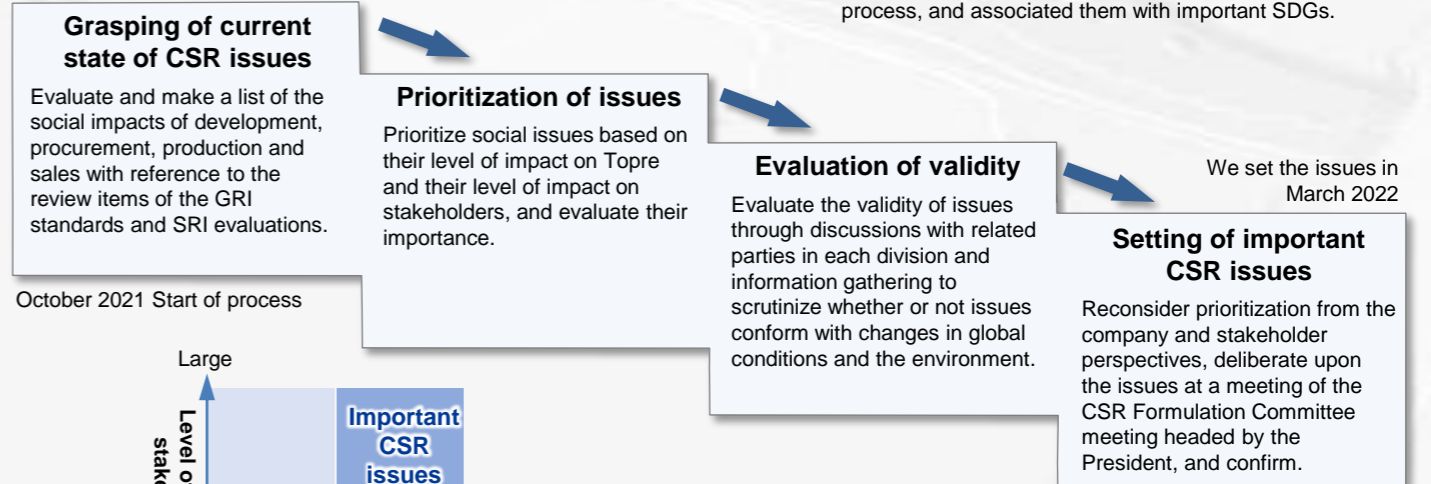 process, and associated them with important SDGs.
Grasping of current
state of CSR issues
Evaluate and make a list of the
social impacts of development,
procurement, production and
sales with reference to the
review items of the GRI
standards and SRI evaluations.
October 2021 Start of process
Prioritization of issues
Prioritize social issues based on
their level of impact on Topre
and their level of impact on
stakeholders, and evaluate their
importance.
Evaluation of validity
Evaluate the validity of issues
through discussions with related
parties in each division and
information gathering to
scrutinize whether or not issues
conform with changes in global
conditions and the environment.
We set the issues in
March 2022
Setting of important
CSR issues
Reconsider prioritization from the
company and stakeholder
perspectives, deliberate upon
the issues at a meeting of the
CSR Formulation Committee
meeting headed by the
President, and confirm.
Large
Level
Important
CSR
issues